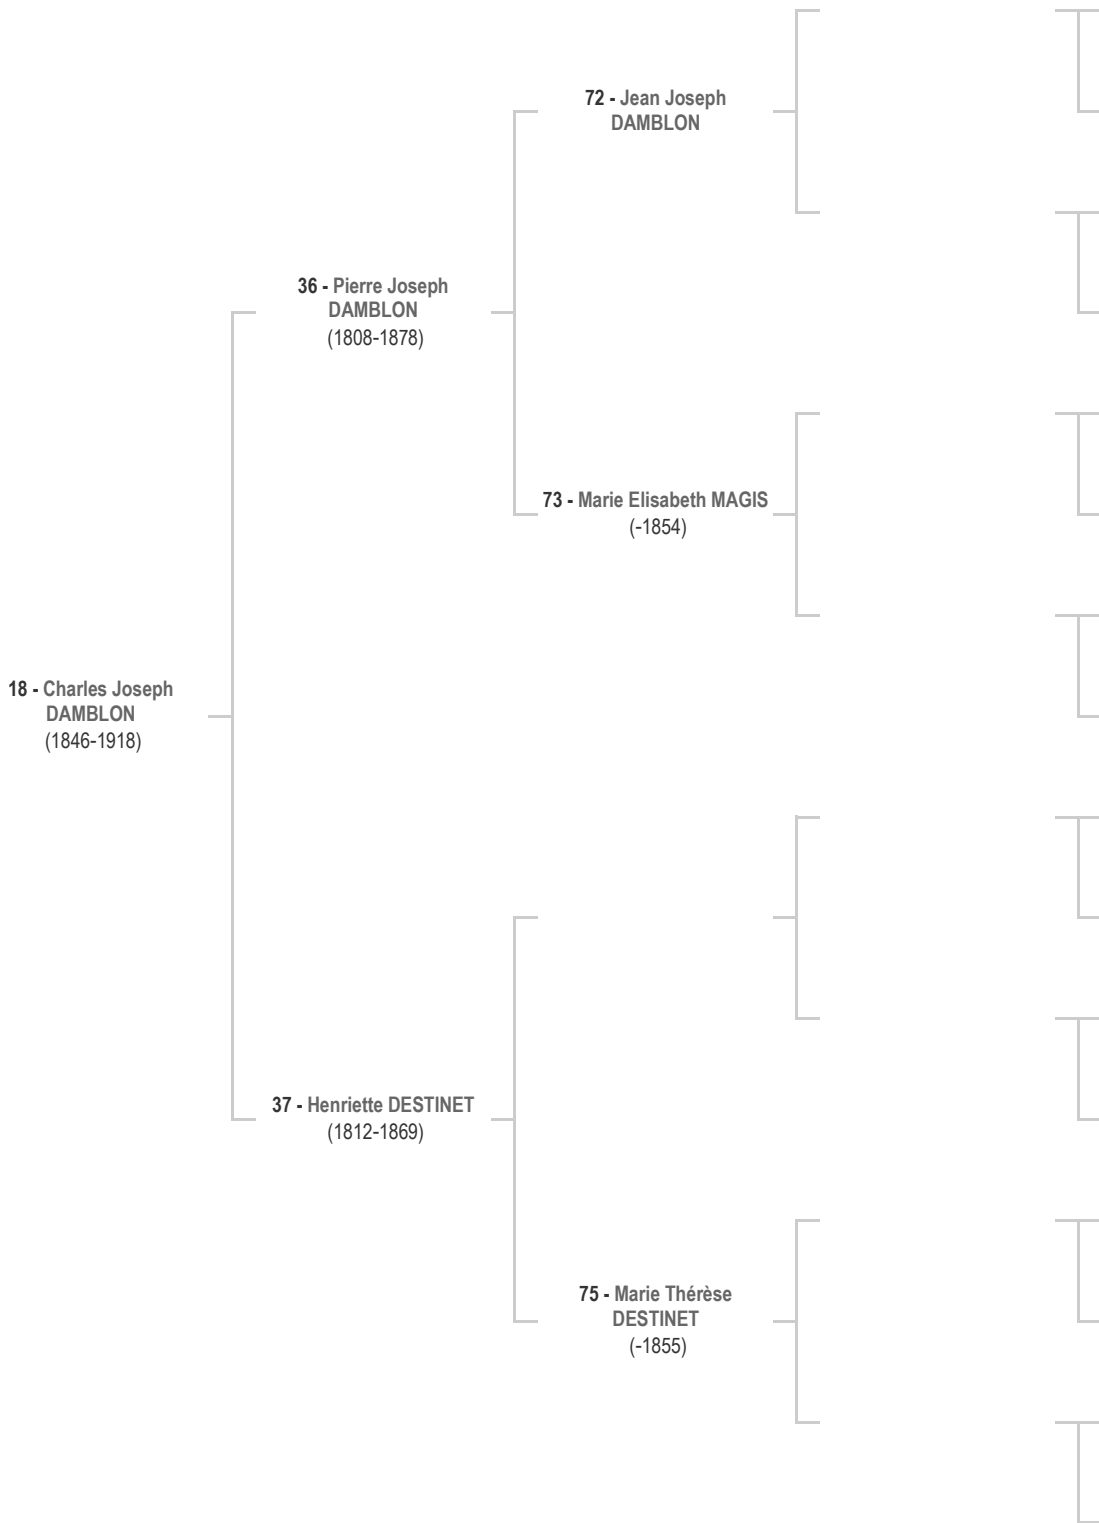 72 - Jean Joseph
DAMBLON
36 - Pierre Joseph
DAMBLON
(1808-1878)
73 - Marie Elisabeth MAGIS
(-1854)
18 - Charles Joseph
DAMBLON
(1846-1918)
37 - Henriette DESTINET
(1812-1869)
75 - Marie Thérèse
DESTINET
(-1855)